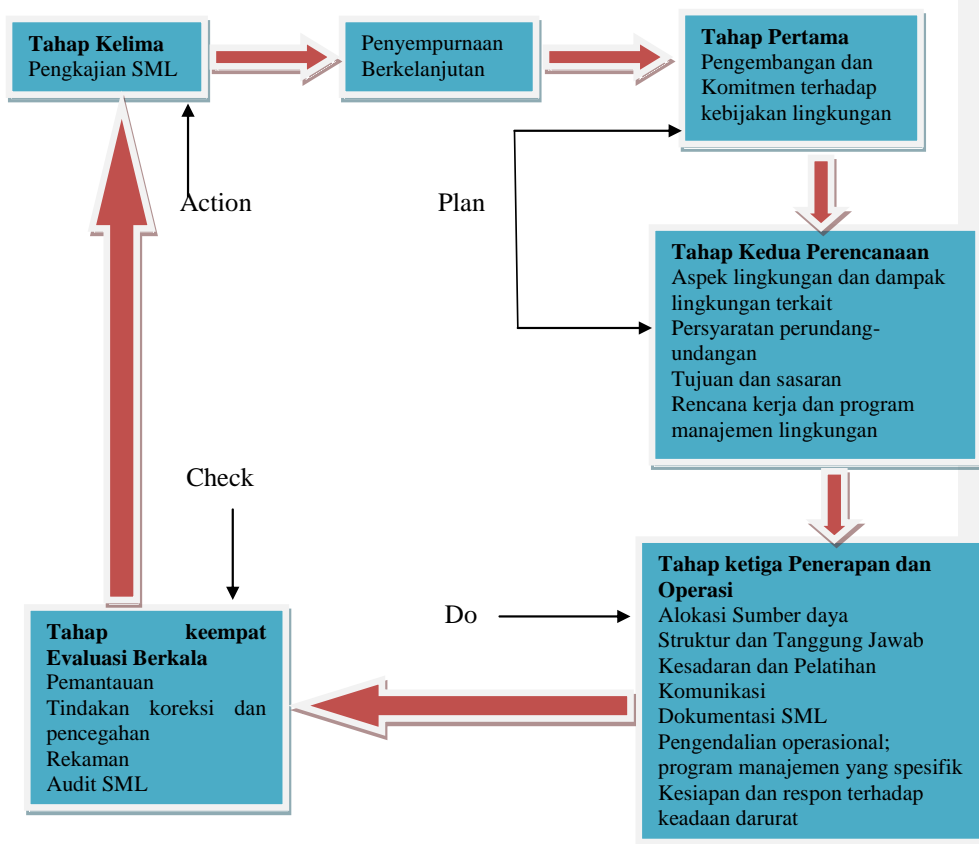 Tahap Kelima
Pengkajian SML
Penyempurnaan
Berkelanjutan
Tahap Pertama
Pengembangan dan
Komitmen terhadap
kebijakan lingkungan
Action
Plan
Tahap Kedua Perencanaan
Aspek lingkungan dan dampak
lingkungan terkait
Persyaratan perundang-
undangan
Tujuan dan sasaran
Rencana kerja dan program
manajemen lingkungan
Check
Do
Tahap ketiga Penerapan dan
Operasi
Alokasi Sumber daya
Struktur dan Tanggung Jawab
Kesadaran dan Pelatihan
Komunikasi
Dokumentasi SML
Pengendalian operasional;
program manajemen yang spesifik
Kesiapan dan respon terhadap
keadaan darurat
Tahap keempat
Evaluasi Berkala
Pemantauan
Tindakan koreksi dan
pencegahan
Rekaman
Audit SML